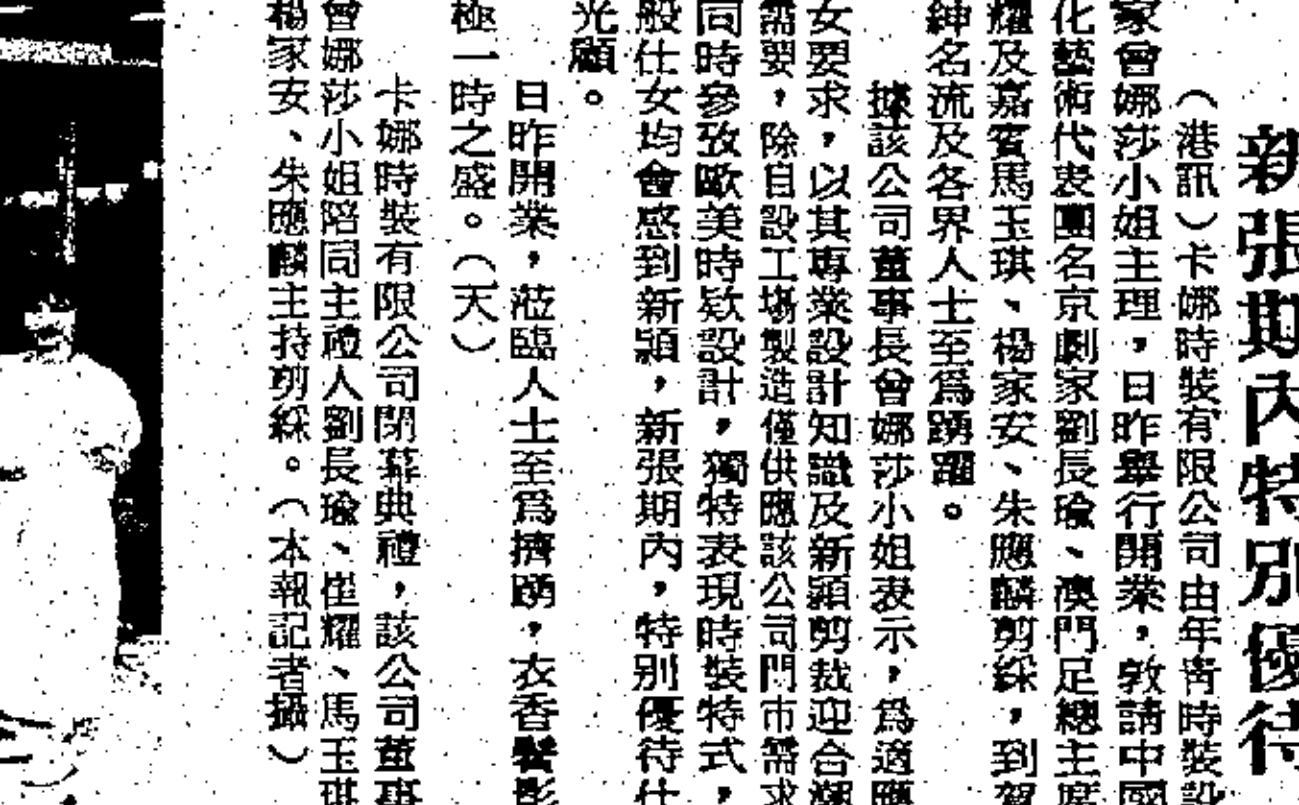 新張期內特別優待
（港訊）卡娜時裝有限公司由年青時裝設
家曾娜莎小姐主理，日昨舉行開業，敦請中國
化藝術代表團名京劇家劉長瑜、澳門足總主席
耀及嘉賓馬玉琪、楊家安、朱應麟剪綵，到賀
紳名流及各界人士至為踴躍。
據該公司董事長曾娜莎小姐表示，為適應
女要求，以其專業設計知識及新穎剪裁迎合潮
需要，除自設工場製造僅供應該公司門市需求
同時參攷歐美時款設計，獨特表現時裝特式，
般仕女均會感到新穎，新張期內，特別優待仕
光顧。
日昨開業，蒞臨人士至為擠踴，衣香鬢影
極一時之盛。（天）
卡娜時裝有限公司開幕典禮，該公司董事
曾娜莎小姐陪同主禮人劉長瑜、崔耀、馬玉琪
楊家安、朱應麟主持剪綵。（本報記者攝）